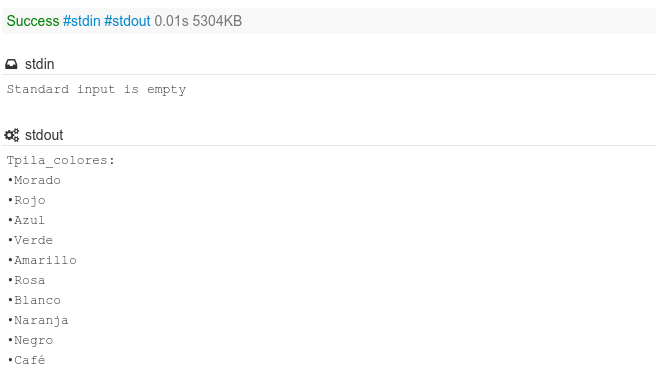 Success #stdin #stdout 0.01s 5304KB
stdin
Standard input is empty
stdout
Tpila_colores:
•Morado
•Rojo
•Azul
•Verde
•Amarillo
•Rosa
•Blanco
•Naranja
•Negro
•Café